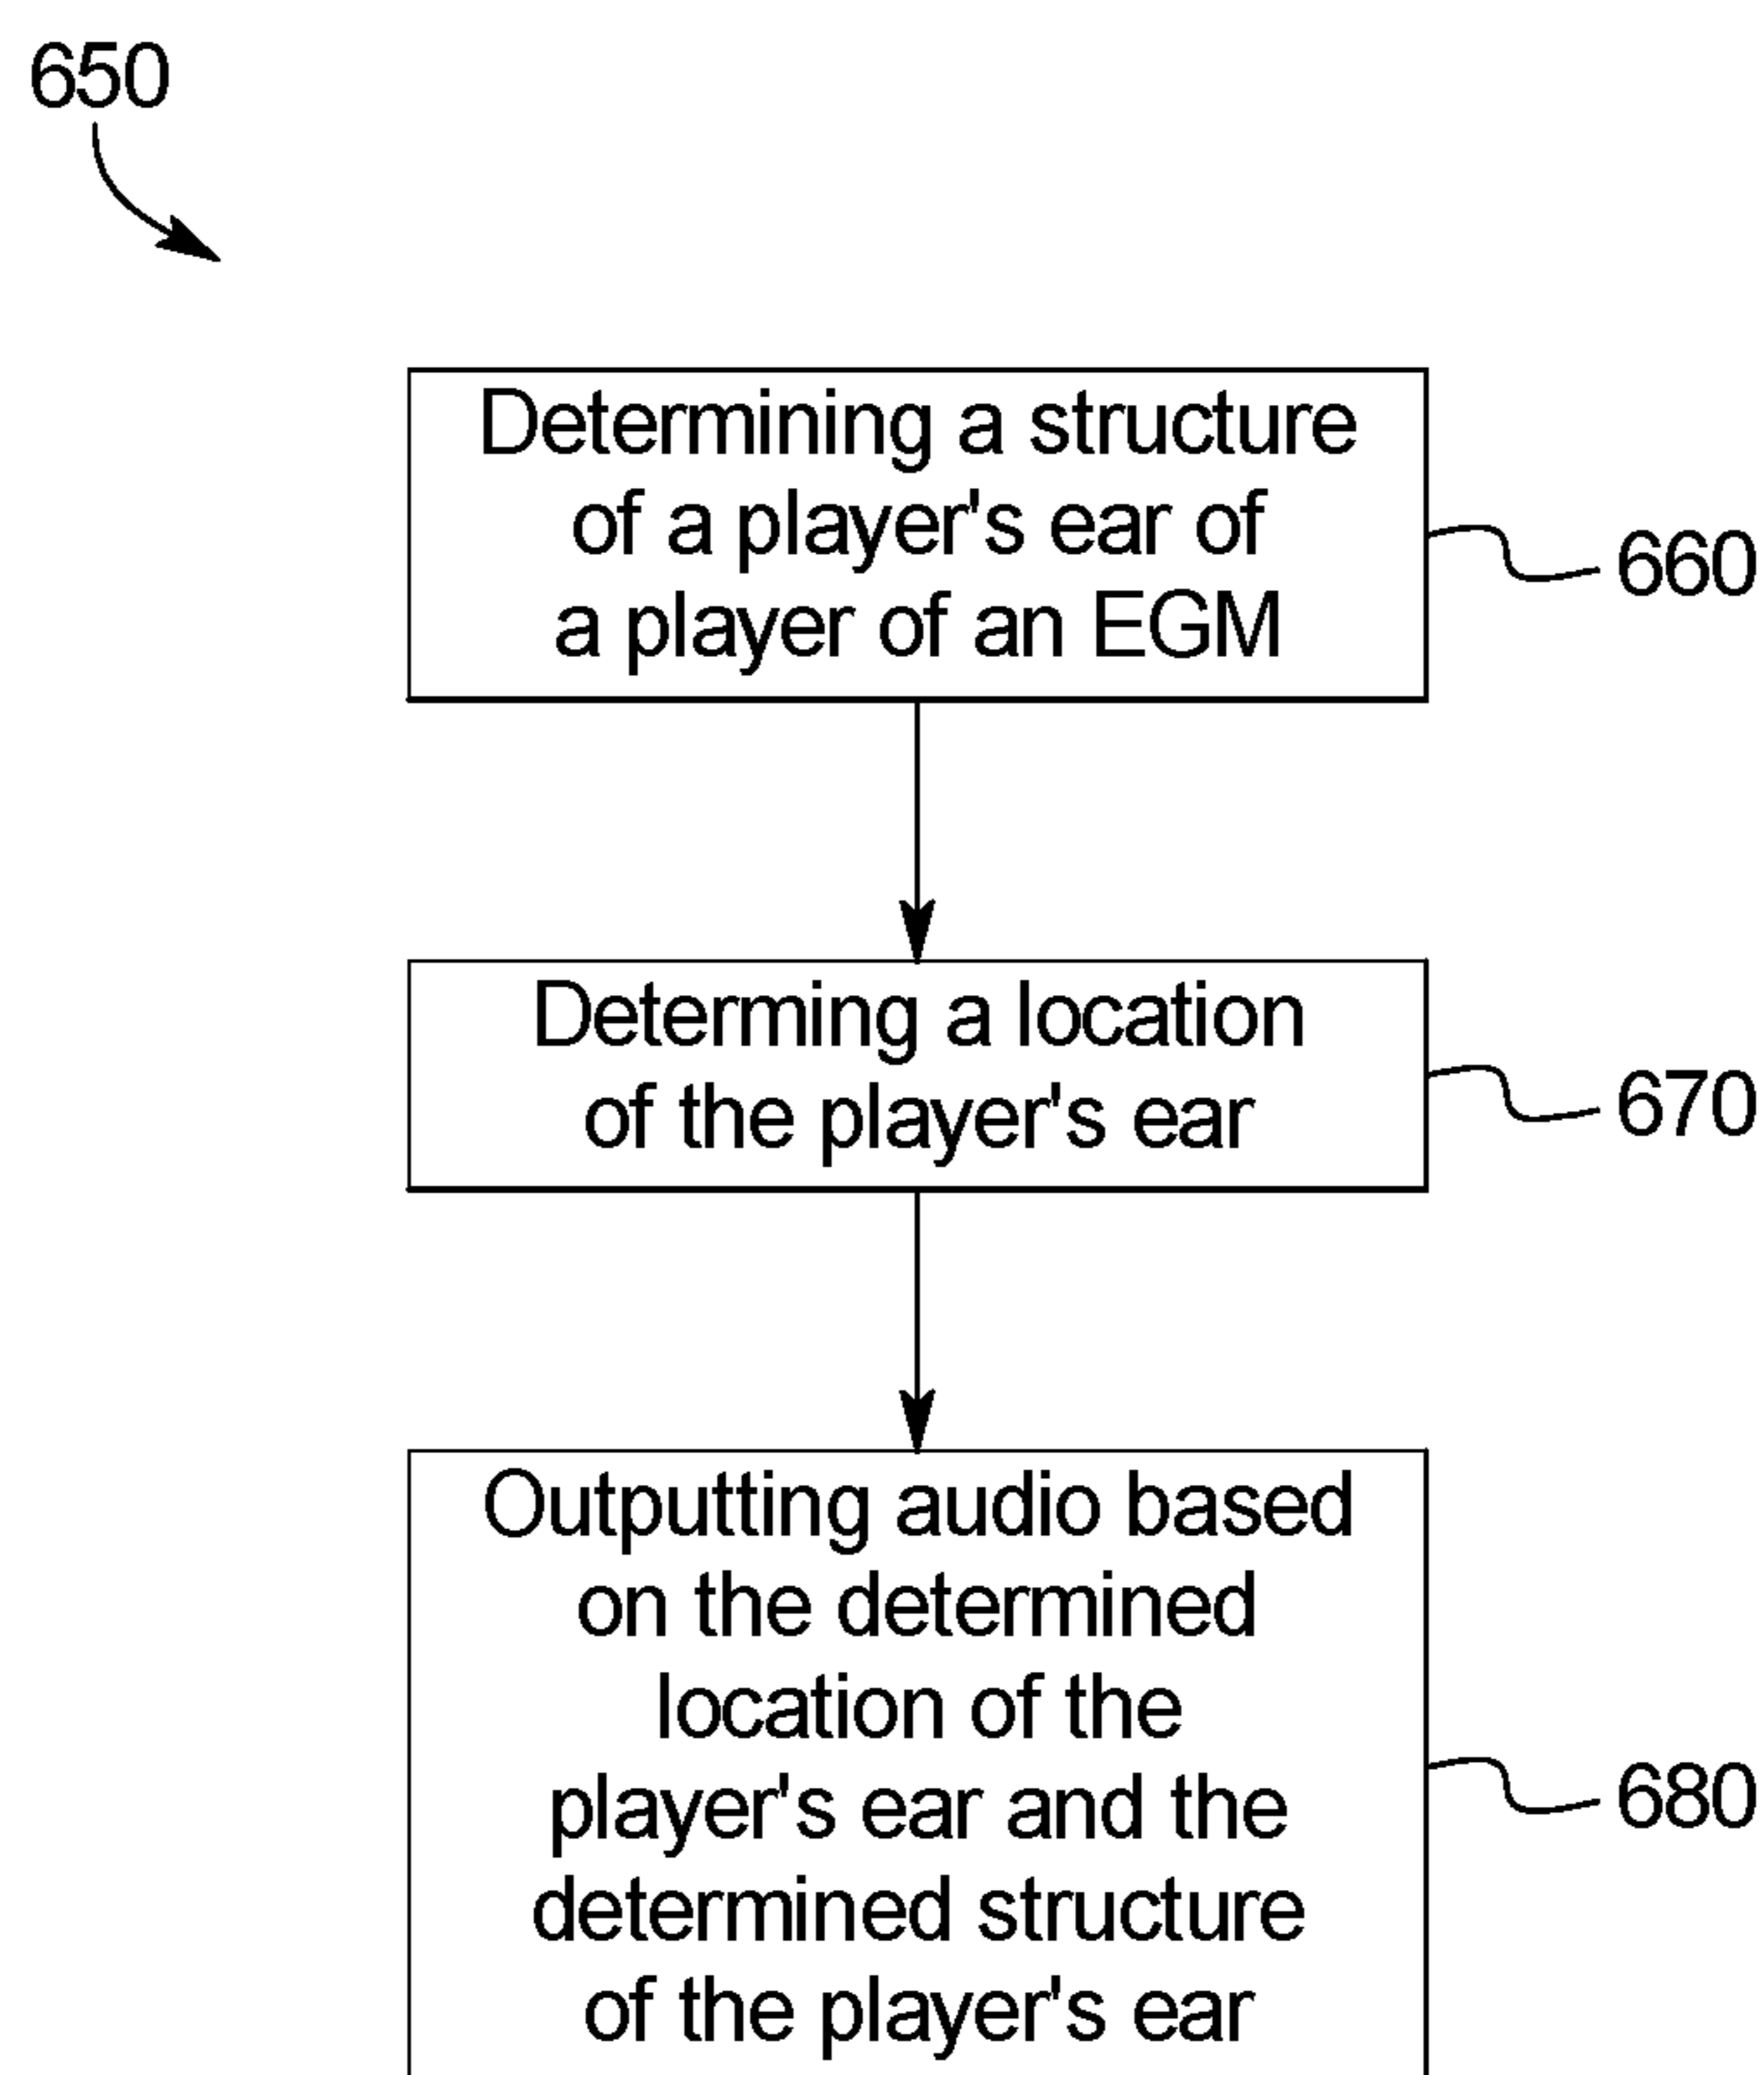 650
Determining a structure
of a player's ear of
a player of an EGM
660
Determing a location
of the player's ear
670
Outputting audio based
on the determined
location of the
player's ear and the
determined structure
of the player's ear
680